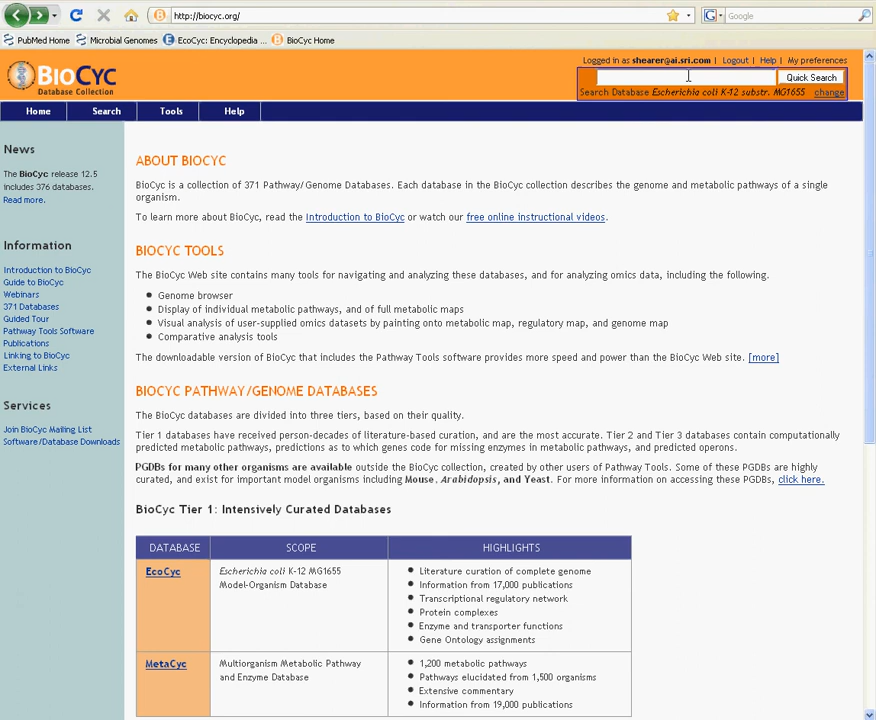 http://biocyc.org/
Google
PubMed Home
Microbial Genomes
EcoCyc: Encyclopedia ...
BioCyc Home
Logged in as shearer@ai.sri.com | Logout | Help | My preferences
BioCyc
Database Collection
Quick Search
Search Database Escherichia coli K-12 substr. MG1655 change
Home
Search
Tools
Help
News
The BioCyc release 12.5
includes 376 databases.
Read more.
Information
Introduction to BioCyc
Guide to BioCyc
Webinars
371 Databases
Guided Tour
Pathway Tools Software
Publications
Linking to BioCyc
External Links
Services
Join BioCyc Mailing List
Software/Database Downloads
ABOUT BIOCYC
BioCyc is a collection of 371 Pathway/Genome Databases. Each database in the BioCyc collection describes the genome and metabolic pathways of a single
organism.
To learn more about BioCyc, read the Introduction to BioCyc or watch our free online instructional videos.
BIOCYC TOOLS
The BioCyc Web site contains many tools for navigating and analyzing these databases, and for analyzing omics data, including the following.
Genome browser
Display of individual metabolic pathways, and of full metabolic maps
Visual analysis of user-supplied omics datasets by painting onto metabolic map, regulatory map, and genome map
Comparative analysis tools
The downloadable version of BioCyc that includes the Pathway Tools software provides more speed and power than the BioCyc Web site. [more]
BIOCYC PATHWAY/GENOME DATABASES
The BioCyc databases are divided into three tiers, based on their quality.
Tier 1 databases have received person-decades of literature-based curation, and are the most accurate. Tier 2 and Tier 3 databases contain computationally
predicted metabolic pathways, predictions as to which genes code for missing enzymes in metabolic pathways, and predicted operons.
PGDBs for many other organisms are available outside the BioCyc collection, created by other users of Pathway Tools. Some of these PGDBs are highly
curated, and exist for important model organisms including Mouse, Arabidopsis, and Yeast. For more information on accessing these PGDBs, click here.
BioCyc Tier 1: Intensively Curated Databases
DATABASE
SCOPE
HIGHLIGHTS
EcoCyc
Escherichia coli K-12 MG1655
Model-Organism Database
Literature curation of complete genome
Information from 17,000 publications
Transcriptional regulatory network
Protein complexes
Enzyme and transporter functions
Gene Ontology assignments
MetaCyc
Multiorganism Metabolic Pathway
and Enzyme Database
1,200 metabolic pathways
Pathways elucidated from 1,500 organisms
Extensive commentary
Information from 19,000 publications